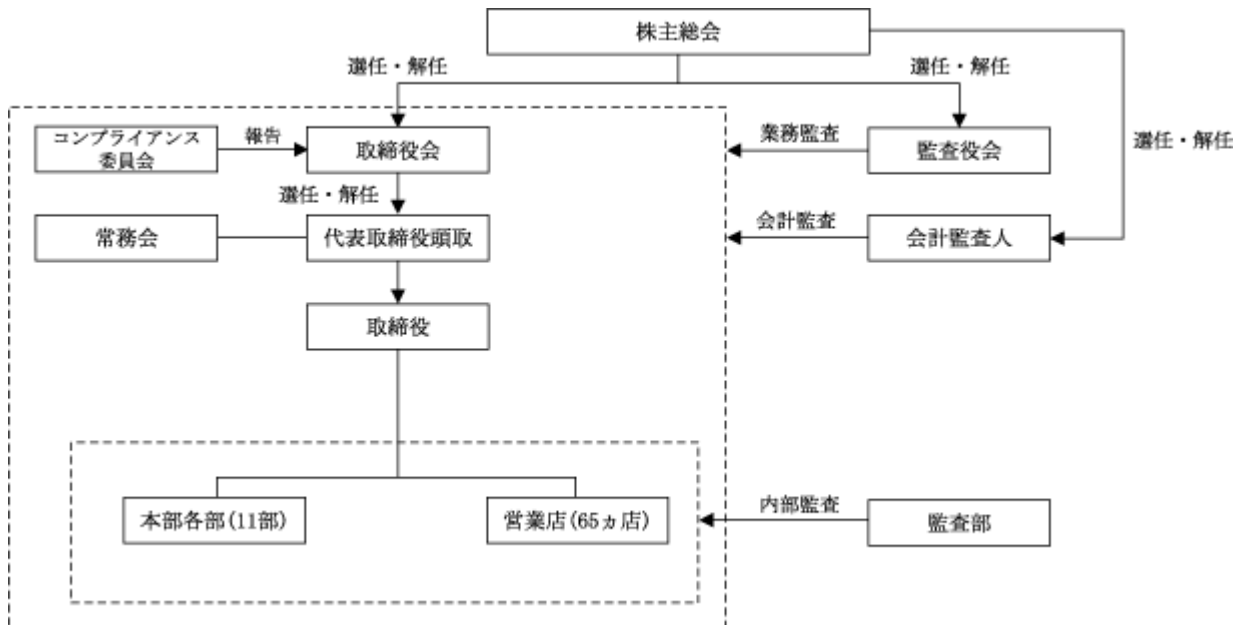 株主総会
選任・解任
選任・解任
コンプライアンス
委員会
報告
取締役会
業務監査
監査役会
選任・解任
選任・解任
常務会
代表取締役頭取
会計監査
会計監査人
取締役
本部各部(11部)
営業店(65ヵ店)
内部監査
監査部